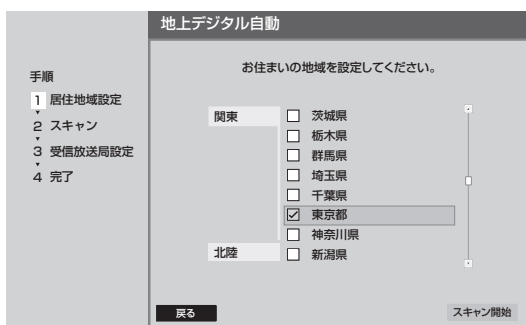 地上デジタル自動
お住まいの地域を設定してください。
手順
1 居住地域設定
2 スキャン
3 受信放送局設定
4 完了
関東
茨城県
栃木県
群馬県
埼玉県
千葉県
東京都
神奈川県
北陸
新潟県
戻る
スキャン開始